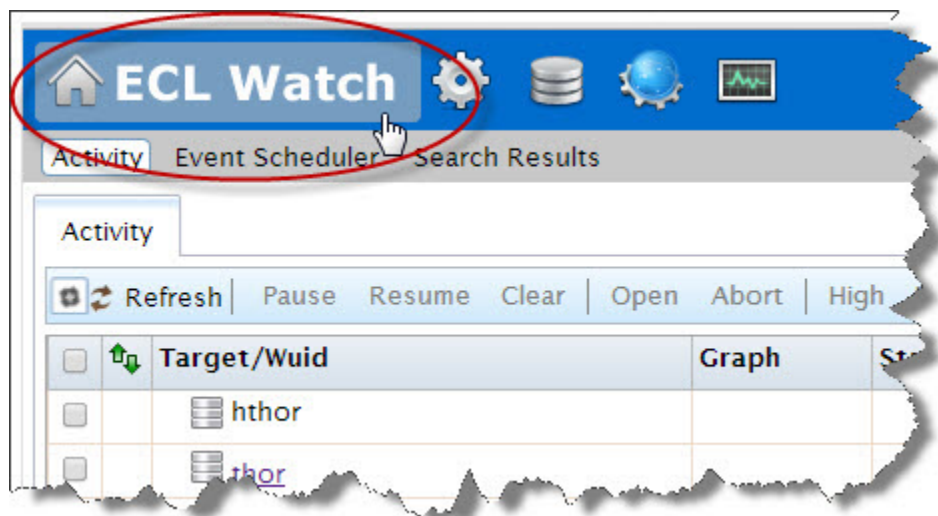 ECL Watch
Activity Event Scheduler Search Results
Activity
Refresh Pause Resume Clear Open Abort High
Target/Wuid Graph
hthor
thor